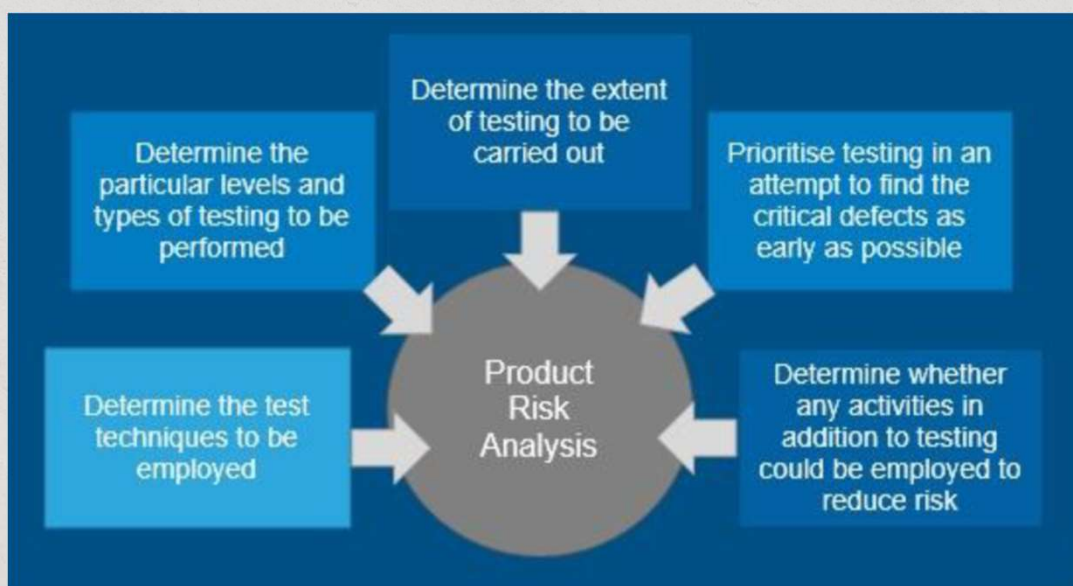 Determine the test
techniques to be
employed
Determine the
particular levels and
types of testing to be
performed
Determine the extent
of testing to be
carried out
Prioritise testing in an
attempt to find the
critical defects as
early as possible
Determine whether
any activities in
addition to testing
could be employed to
reduce risk
Product
Risk
Analysis